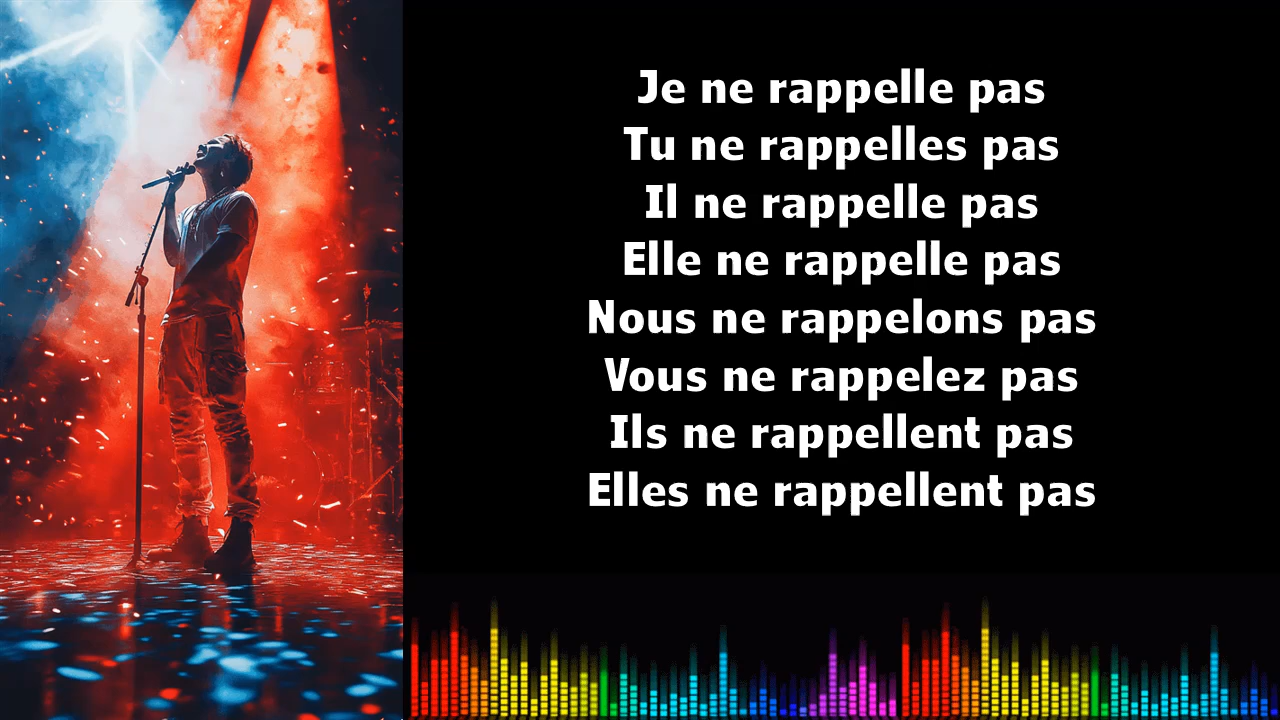 Je ne rappelle pas
Tu ne rappelles pas
Il ne rappelle pas
Elle ne rappelle pas
Nous ne rappelons pas
Vous ne rappelez pas
Ils ne rappellent pas
Elles ne rappellent pas